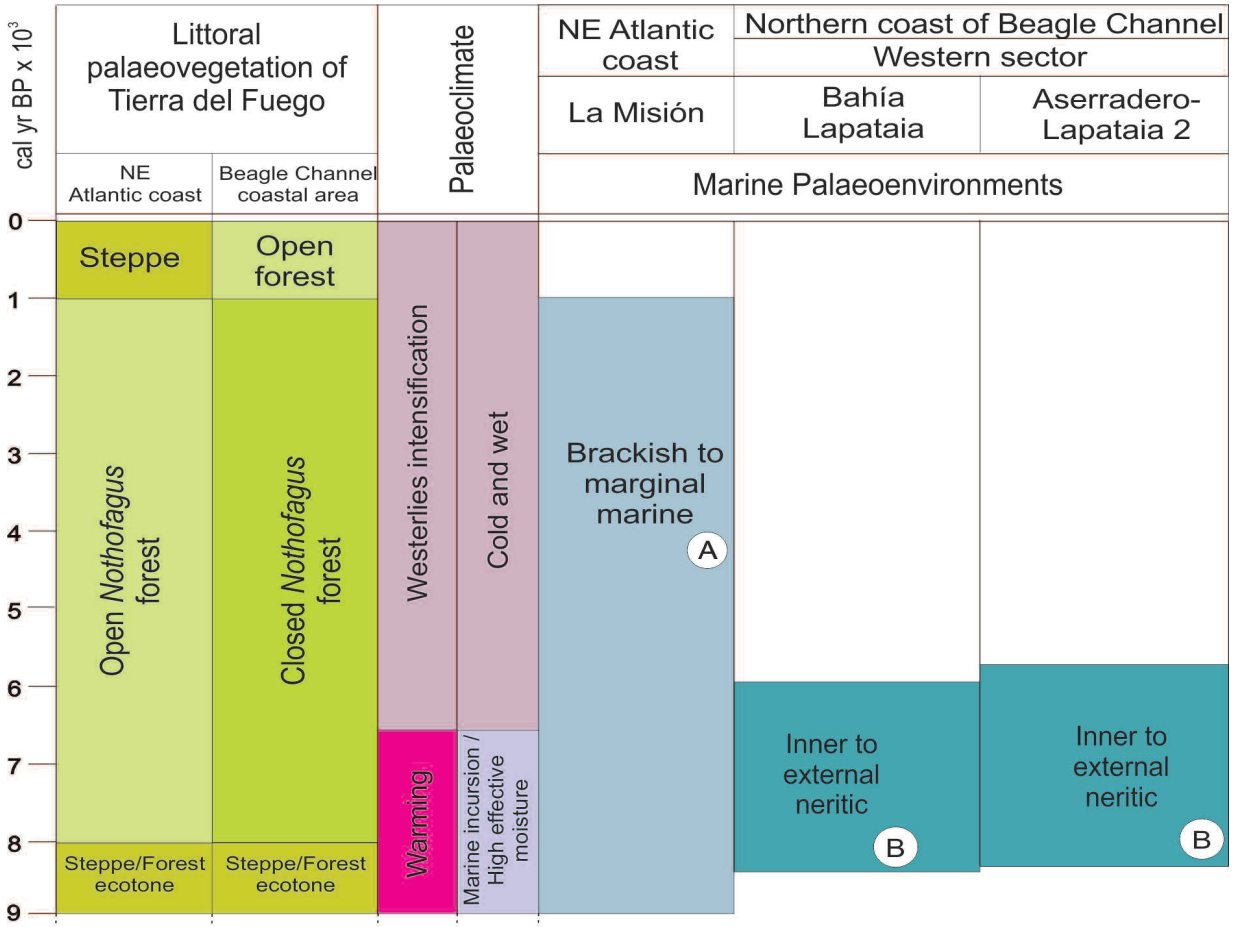 cal yr BP x 10³
Littoral
palaeovegetation of
Tierra del Fuego
NE
Atlantic coast
Beagle Channel
coastal area
Palaeoclimate
NE Atlantic
coast
La Misión
Northern coast of Beagle Channel
Western sector
Bahía
Lapataia
Aserradero-
Lapataia 2
Marine Palaeoenvironments
0
1
2
3
4
5
6
7
8
9
Steppe
Open Nothofagus
forest
Steppe/Forest
ecotone
Open
forest
Closed Nothofagus
forest
Steppe/Forest
ecotone
Westerlies intensification
Warming
Cold and wet
Marine incursion /
High effective
moisture
Brackish to
marginal
marine
A
Inner to
external
neritic
B
Inner to
external
neritic
B